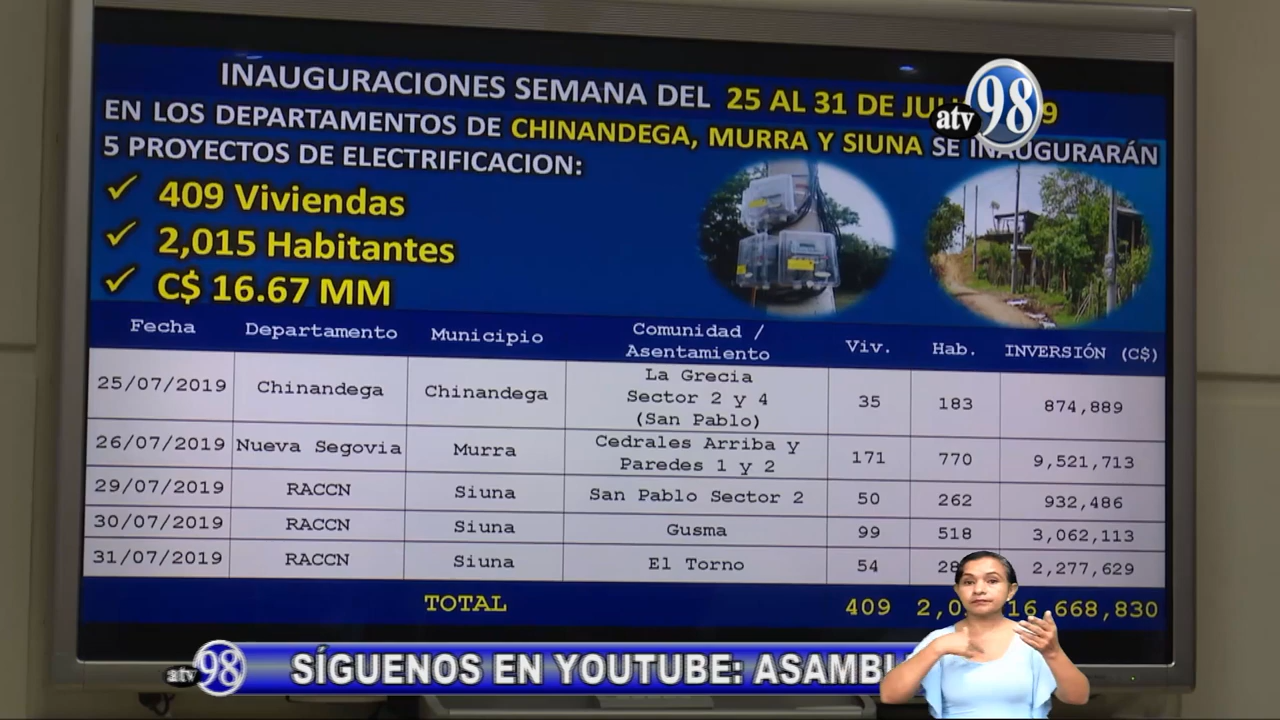 INAUGURACIONES SEMANA DEL 25 AL 31 DE
EN LOS DEPARTAMENTOS DE CHINANDEGA, MURRA Y SIUNA SE INAUGURARÁN
5 PROYECTOS DE ELECTRIFICACION:
✓ 409 Viviendas
✓ 2,015 Habitantes
✓ C$ 16.67 MM
atv 98
Fecha Departamento Municipio Comunidad / Asentamiento Viv. Hab. INVERSIÓN (C$)
25/07/2019 Chinandega Chinandega La Grecia Sector 2 y 4 (San Pablo) 35 183 874,889
26/07/2019 Nueva Segovia Murra Cedrales Arriba y Paredes 1 y 2 171 770 9,521,713
29/07/2019 RACCN Siuna San Pablo Sector 2 50 262 932,486
30/07/2019 RACCN Siuna Gusma 99 518 3,062,113
31/07/2019 RACCN Siuna El Torno 54 2,277,629
TOTAL 409 16,668,830
atv 98 SÍGUENOS EN YOUTUBE: